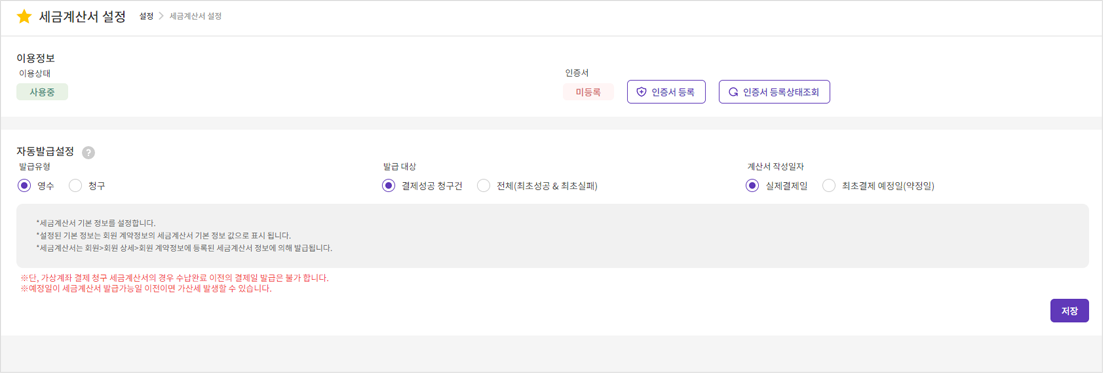 세금계산서 설정 설정 > 세금계산서 설정
이용정보
이용상태 인증서
사용중 미등록 인증서 등록 인증서 등록상태조회
자동발급설정 ?
발급유형 발급 대상 계산서 작성일자
영수 청구 결제성공 청구건 전체(최초성공 & 최초실패) 실제결제일 최초결제 예정일(약정일)
*세금계산서 기본 정보를 설정합니다.
*설정된 기본 정보는 회원 계약정보의 세금계산서 기본 정보 값으로 표시 됩니다.
*세금계산서는 회원>회원 상세>회원 계약정보에 등록된 세금계산서 정보에 의해 발급됩니다.
※단, 가상계좌 결제 청구 세금계산서의 경우 수납완료 이전의 결제일 발급은 불가 합니다.
※예정일이 세금계산서 발급가능일 이전이면 가산세 발생할 수 있습니다.
저장